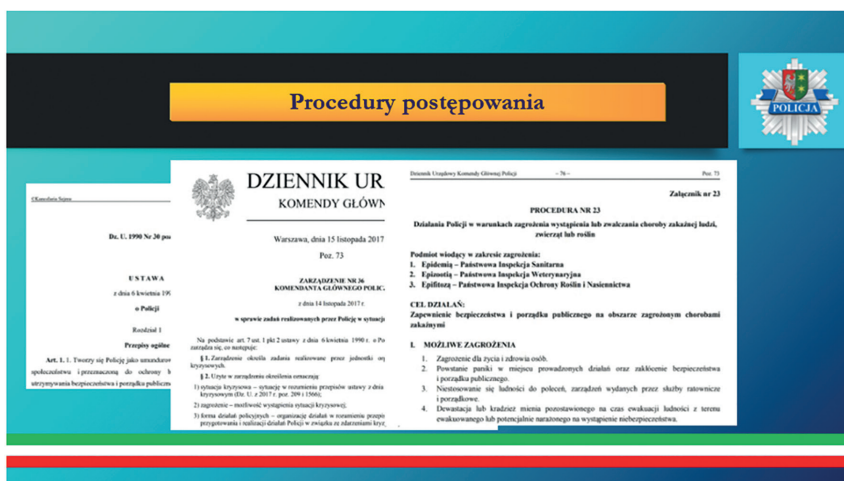 Procedury postępowania
POLICJA
©Kancelaria Sejmu
Dz. U. 1990 Nr 30 poz
U S T A W A
z dnia 6 kwietnia 199
o Policji
Rozdział 1
Przepisy ogólne
Art. 1. 1. Tworzy się Policję jako umundurow
społeczeństwu i przeznaczoną do ochrony b
utrzymywania bezpieczeństwa i porządku publiczne
DZIENNIK UR
KOMENDY GŁÓWN
Warszawa, dnia 15 listopada 2017
Poz. 73
ZARZĄDZENIE NR 36
KOMENDANTA GŁÓWNEGO POLIC
z dnia 14 listopada 2017 r.
w sprawie zadań realizowanych przez Policję w sytuacja
Na podstawie art. 7 ust. 1 pkt 2 ustawy z dnia 6 kwietnia 1990 r. o Po
zarządza się, co następuje:
§ 1. Zarządzenie określa zadania realizowane przez jednostki or
kryzysowych.
§ 2. Użyte w zarządzeniu określenia oznaczają:
1) sytuacja kryzysowa – sytuację w rozumieniu przepisów ustawy z dnia
kryzysowym (Dz. U. z 2017 r. poz. 209 i 1566);
2) zagrożenie – możliwość wystąpienia sytuacji kryzysowej;
3) forma działań policyjnych – organizację działań w rozumieniu przepis
przygotowania i realizacji działań Policji w związku ze zdarzeniami kryz
Dziennik Urzędowy Komendy Głównej Policji – 76 – Poz. 73
Załącznik nr 23
PROCEDURA NR 23
Działania Policji w warunkach zagrożenia wystąpienia lub zwalczania choroby zakaźnej ludzi,
zwierząt lub roślin
Podmiot wiodący w zakresie zagrożenia:
1. Epidemią – Państwowa Inspekcja Sanitarna
2. Epizootią – Państwowa Inspekcja Weterynaryjna
3. Epifitozą – Państwowa Inspekcja Ochrony Roślin i Nasiennictwa
CEL DZIAŁAŃ:
Zapewnienie bezpieczeństwa i porządku publicznego na obszarze zagrożonym chorobami
zakaźnymi
I. MOŻLIWE ZAGROŻENIA
1. Zagrożenie dla życia i zdrowia osób.
2. Powstanie paniki w miejscu prowadzonych działań oraz zakłócenie bezpieczeństwa
i porządku publicznego.
3. Niestosowanie się ludności do poleceń, zarządzeń wydanych przez służby ratownicze
i porządkowe.
4. Dewastacja lub kradzież mienia pozostawionego na czas ewakuacji ludności z terenu
ewakuowanego lub potencjalnie narażonego na wystąpienie niebezpieczeństwa.